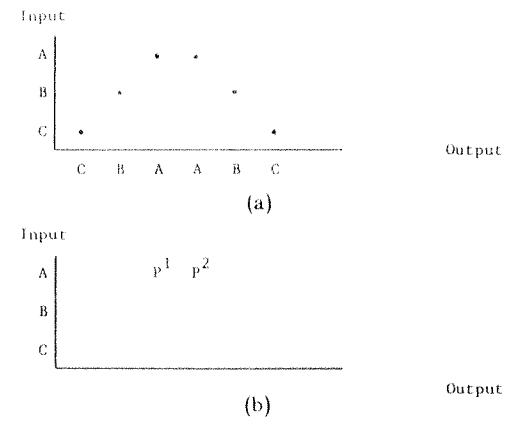 Input
A
B
C
Output
C B A A B C
(a)
Input
A p¹ p²
B
C
Output
(b)